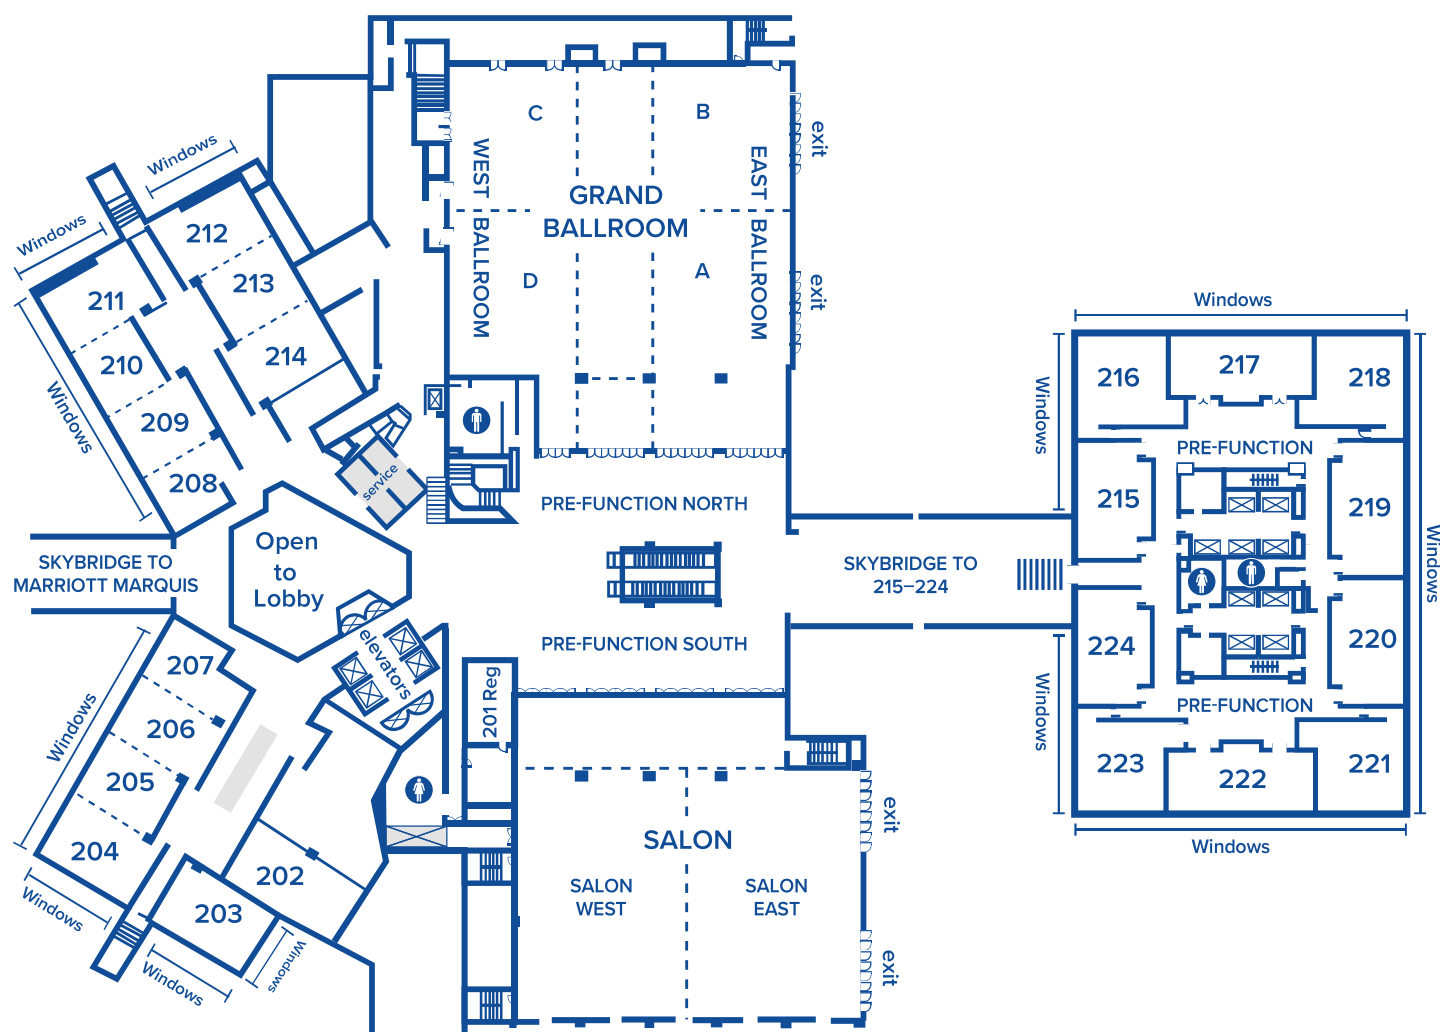 Windows
Windows
212
211
213
210
214
209
208
Windows
C
B
exit
WEST
BALLROOM
GRAND
BALLROOM
EAST
BALLROOM
D
A
exit
service
PRE-FUNCTION NORTH
Open
to
Lobby
SKYBRIDGE TO
MARRIOTT MARQUIS
SKYBRIDGE TO
215–224
PRE-FUNCTION SOUTH
elevators
201 Reg
207
206
205
204
Windows
Windows
202
203
Windows
Windows
SALON
SALON
WEST
SALON
EAST
exit
exit
Windows
216
217
218
Windows
PRE-FUNCTION
215
219
Windows
224
220
PRE-FUNCTION
Windows
223
222
221
Windows